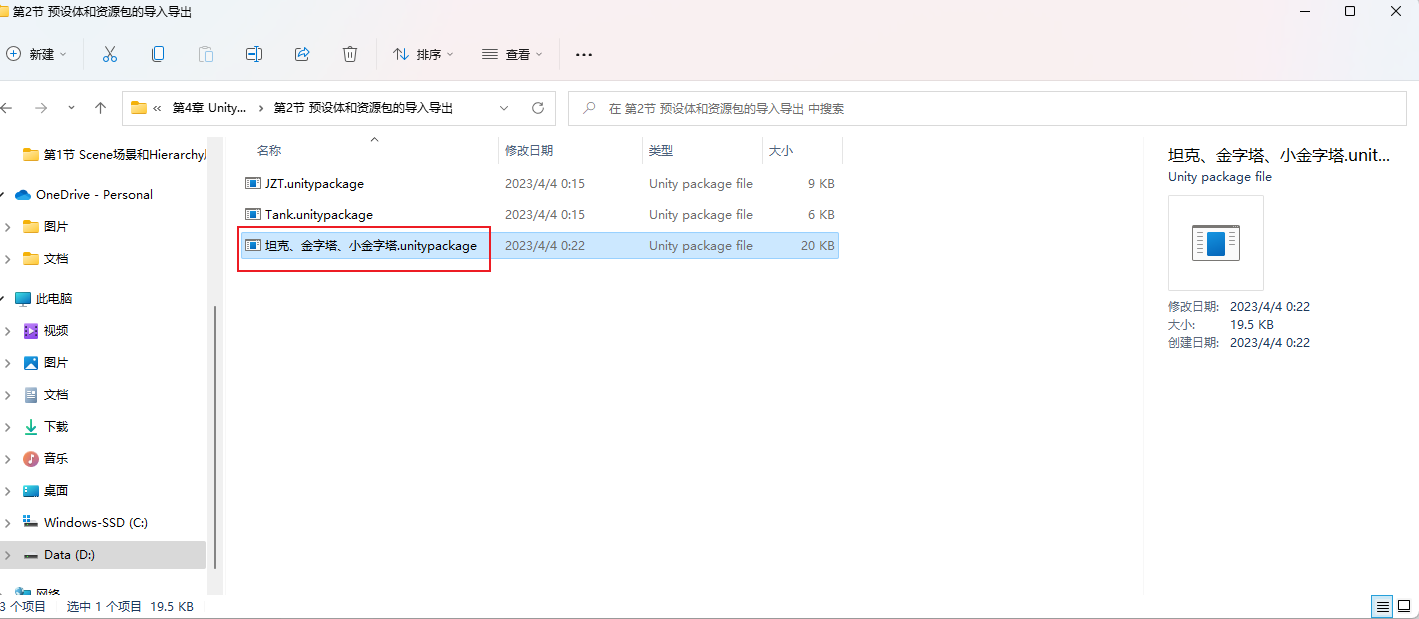 第2节 预设体和资源包的导入导出
新建 排序 查看 ...
« 第4章 Unity... › 第2节 预设体和资源包的导入导出 在 第2节 预设体和资源包的导入导出 中搜索
第1节 Scene场景和Hierarchy
OneDrive - Personal
图片
文档
此电脑
视频
图片
文档
下载
音乐
桌面
Windows-SSD (C:)
Data (D:)
网络
名称 修改日期 类型 大小
JZT.unitypackage 2023/4/4 0:15 Unity package file 9 KB
Tank.unitypackage 2023/4/4 0:15 Unity package file 6 KB
坦克、金字塔、小金字塔.unitypackage 2023/4/4 0:22 Unity package file 20 KB
坦克、金字塔、小金字塔.unit...
Unity package file
修改日期: 2023/4/4 0:22
大小: 19.5 KB
创建日期: 2023/4/4 0:22
3 个项目 选中 1 个项目 19.5 KB